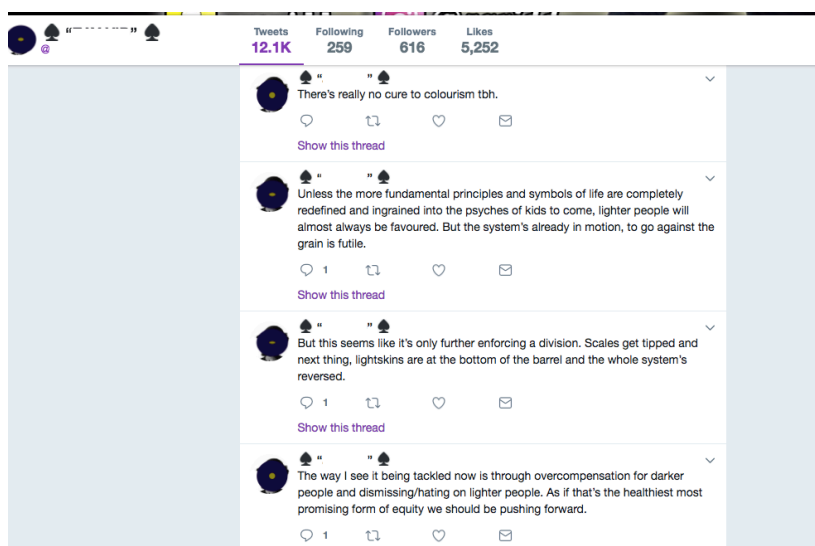 ♠ “ ” ♠
@
Tweets Following Followers Likes
12.1K 259 616 5,252
♠ “ ” ♠
There’s really no cure to colourism tbh.
Show this thread
♠ “ ” ♠
Unless the more fundamental principles and symbols of life are completely
redefined and ingrained into the psyches of kids to come, lighter people will
almost always be favoured. But the system’s already in motion, to go against the
grain is futile.
1
Show this thread
♠ “ ” ♠
But this seems like it’s only further enforcing a division. Scales get tipped and
next thing, lightskins are at the bottom of the barrel and the whole system’s
reversed.
1
Show this thread
♠ “ ” ♠
The way I see it being tackled now is through overcompensation for darker
people and dismissing/hating on lighter people. As if that’s the healthiest most
promising form of equity we should be pushing forward.
1